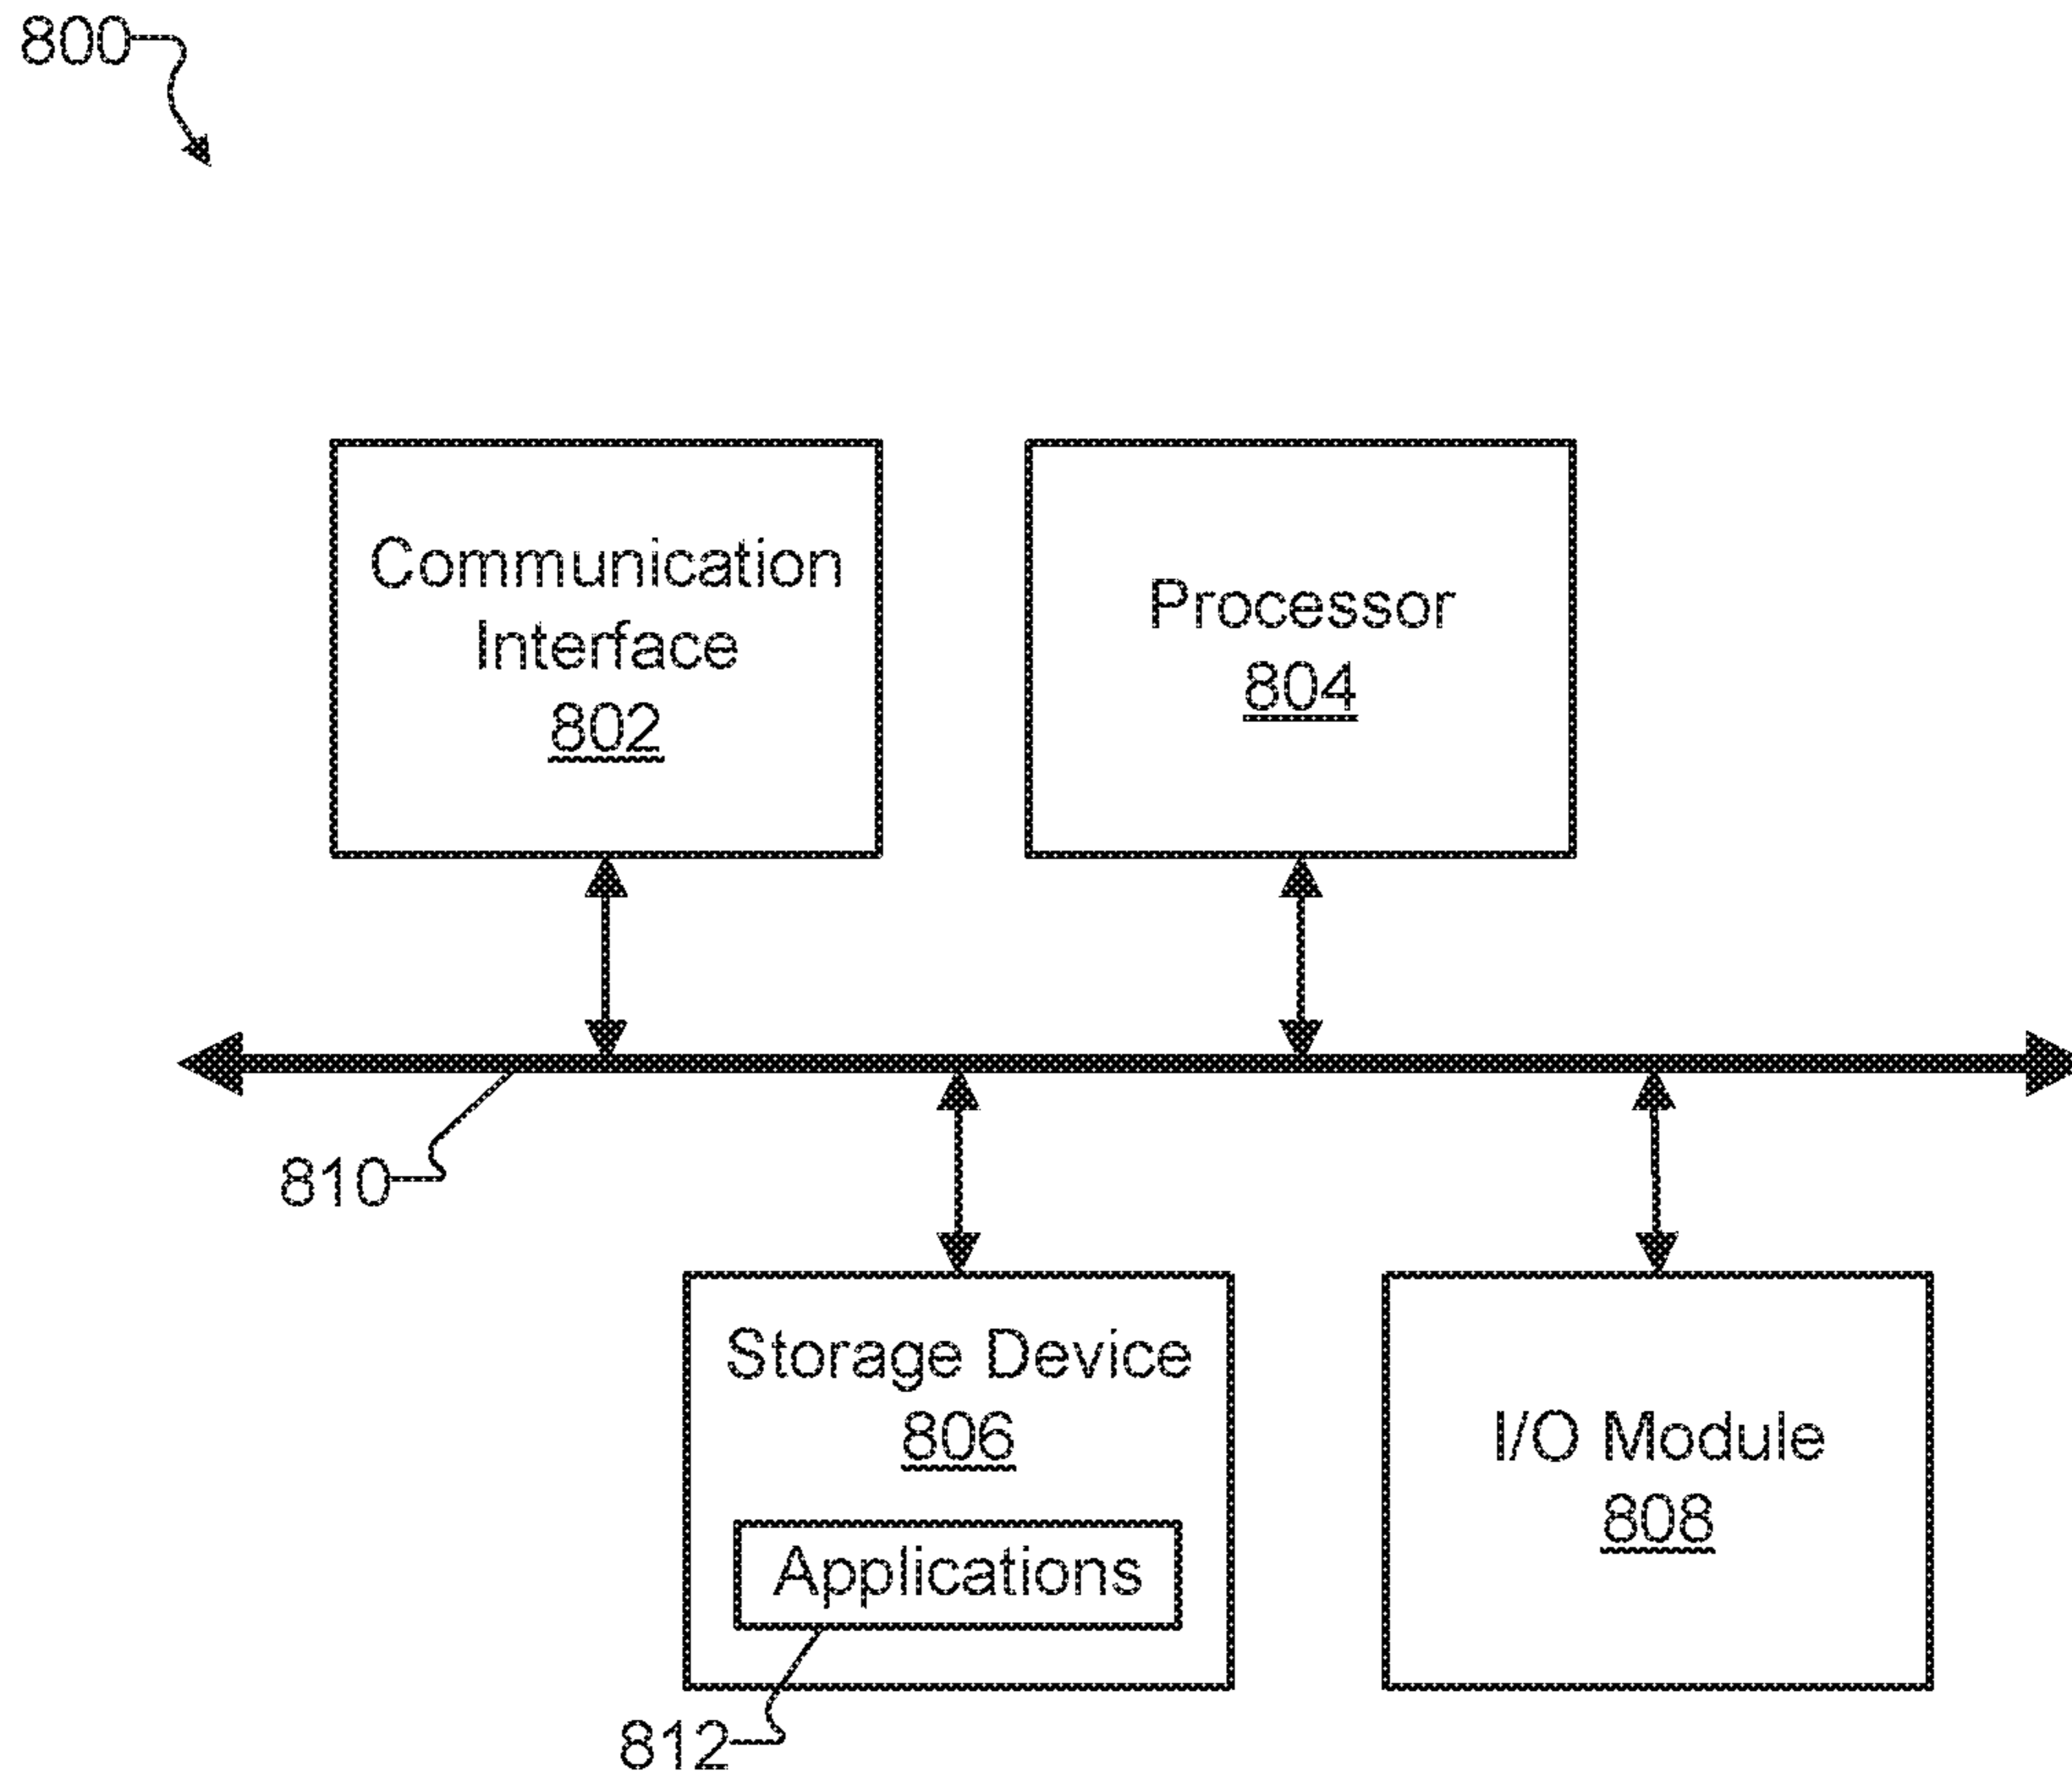 800
Communication
Interface
802
Processor
804
810
Storage Device
806
Applications
812
I/O Module
808